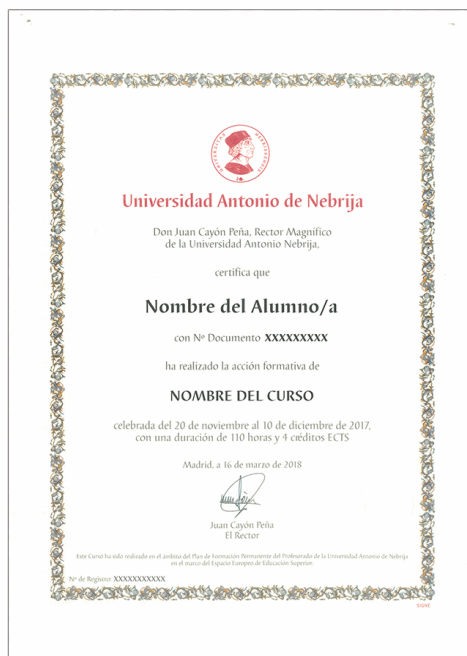 UNIVERSITAS NEBRISSENSIS
Universidad Antonio de Nebrija
Don Juan Cayón Peña, Rector Magnífico
de la Universidad Antonio Nebrija,
certifica que
Nombre del Alumno/a
con Nº Documento XXXXXXXXX
ha realizado la acción formativa de
NOMBRE DEL CURSO
celebrada del 20 de noviembre al 10 de diciembre de 2017,
con una duración de 110 horas y 4 créditos ECTS
Madrid, a 16 de marzo de 2018
Juan Cayón Peña
El Rector
Este Curso ha sido realizado en el ámbito del Plan de Formación Permanente del Profesorado de la Universidad Antonio de Nebrija
en el marco del Espacio Europeo de Educación Superior.
Nº de Registro: XXXXXXXXXXX
SIGNE